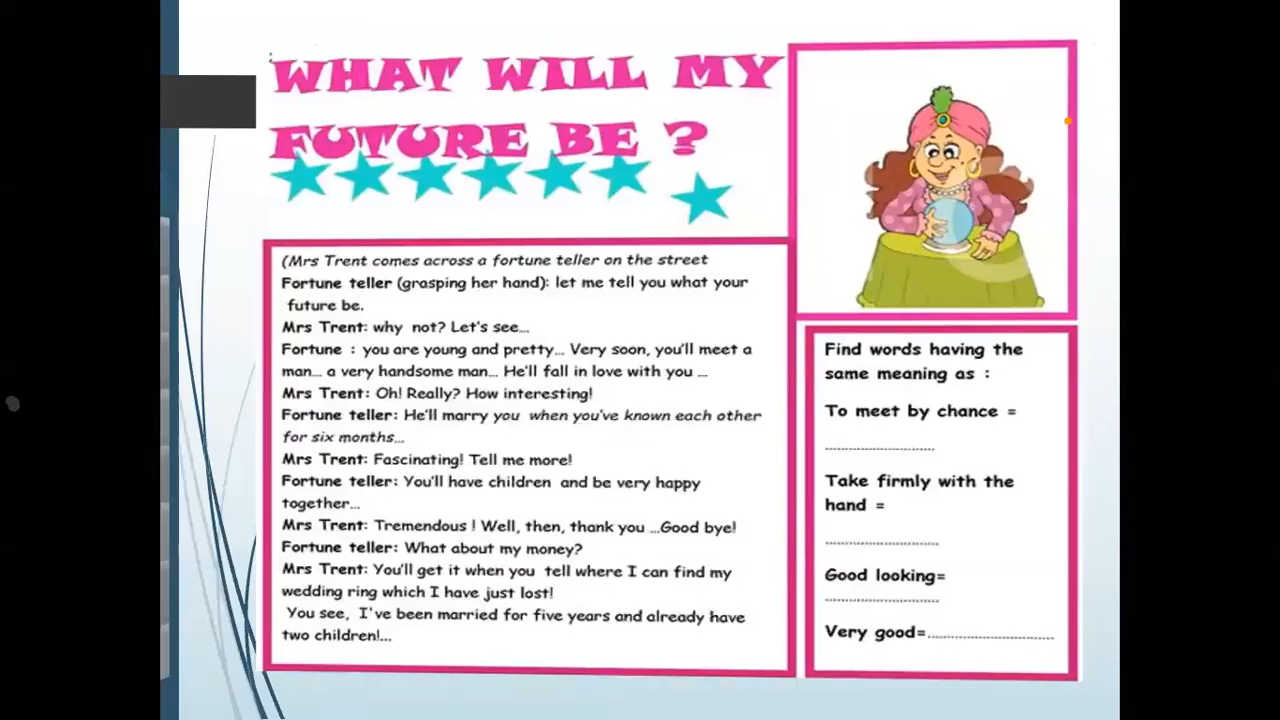 WHAT WILL MY
FUTURE BE ?
(Mrs Trent comes across a fortune teller on the street
Fortune teller (grasping her hand): let me tell you what your
future be.
Mrs Trent: why not? Let's see...
Fortune : you are young and pretty... Very soon, you'll meet a
man... a very handsome man... He'll fall in love with you ...
Mrs Trent: Oh! Really? How interesting!
Fortune teller: He'll marry you when you've known each other
for six months...
Mrs Trent: Fascinating! Tell me more!
Fortune teller: You'll have children and be very happy
together...
Mrs Trent: Tremendous ! Well, then, thank you ...Good bye!
Fortune teller: What about my money?
Mrs Trent: You'll get it when you tell where I can find my
wedding ring which I have just lost!
You see, I've been married for five years and already have
two children!...
Find words having the
same meaning as :
To meet by chance =
................................
Take firmly with the
hand =
.................................
Good looking=
.................................
Very good=....................................